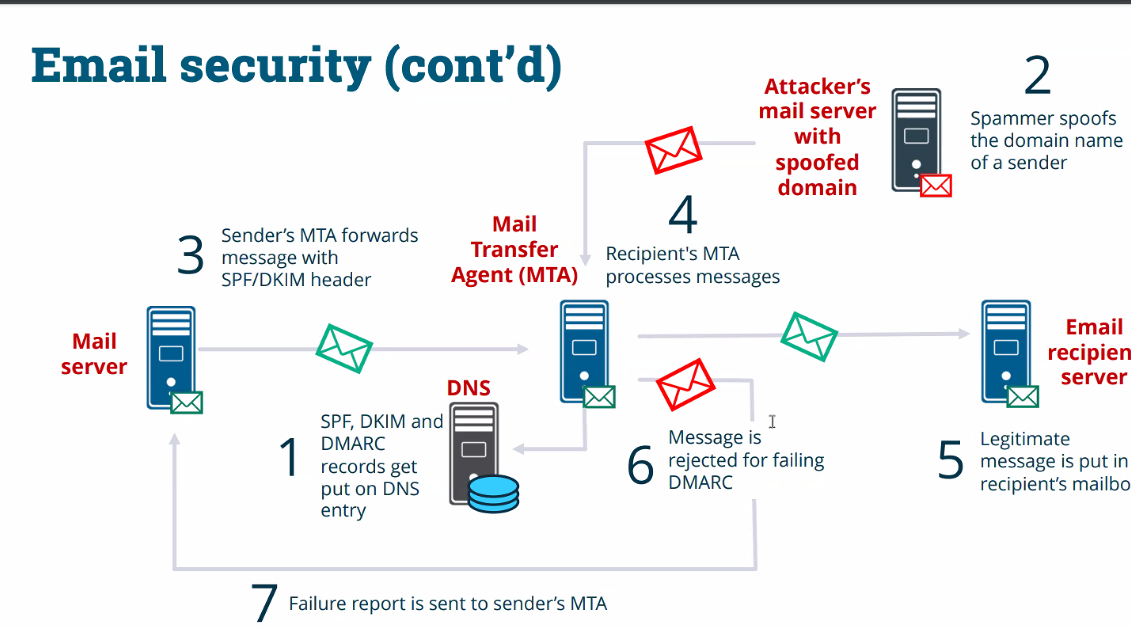 Email security (cont’d)
Attacker’s
mail server
with
spoofed
domain
2
Spammer spoofs
the domain name
of a sender
3
Sender’s MTA forwards
message with
SPF/DKIM header
Mail
Transfer
Agent (MTA)
4
Recipient's MTA
processes messages
Mail
server
Email
recipien
server
DNS
1
SPF, DKIM and
DMARC
records get
put on DNS
entry
6
Message is
rejected for failing
DMARC
5
Legitimate
message is put in
recipient’s mailbo
7
Failure report is sent to sender’s MTA